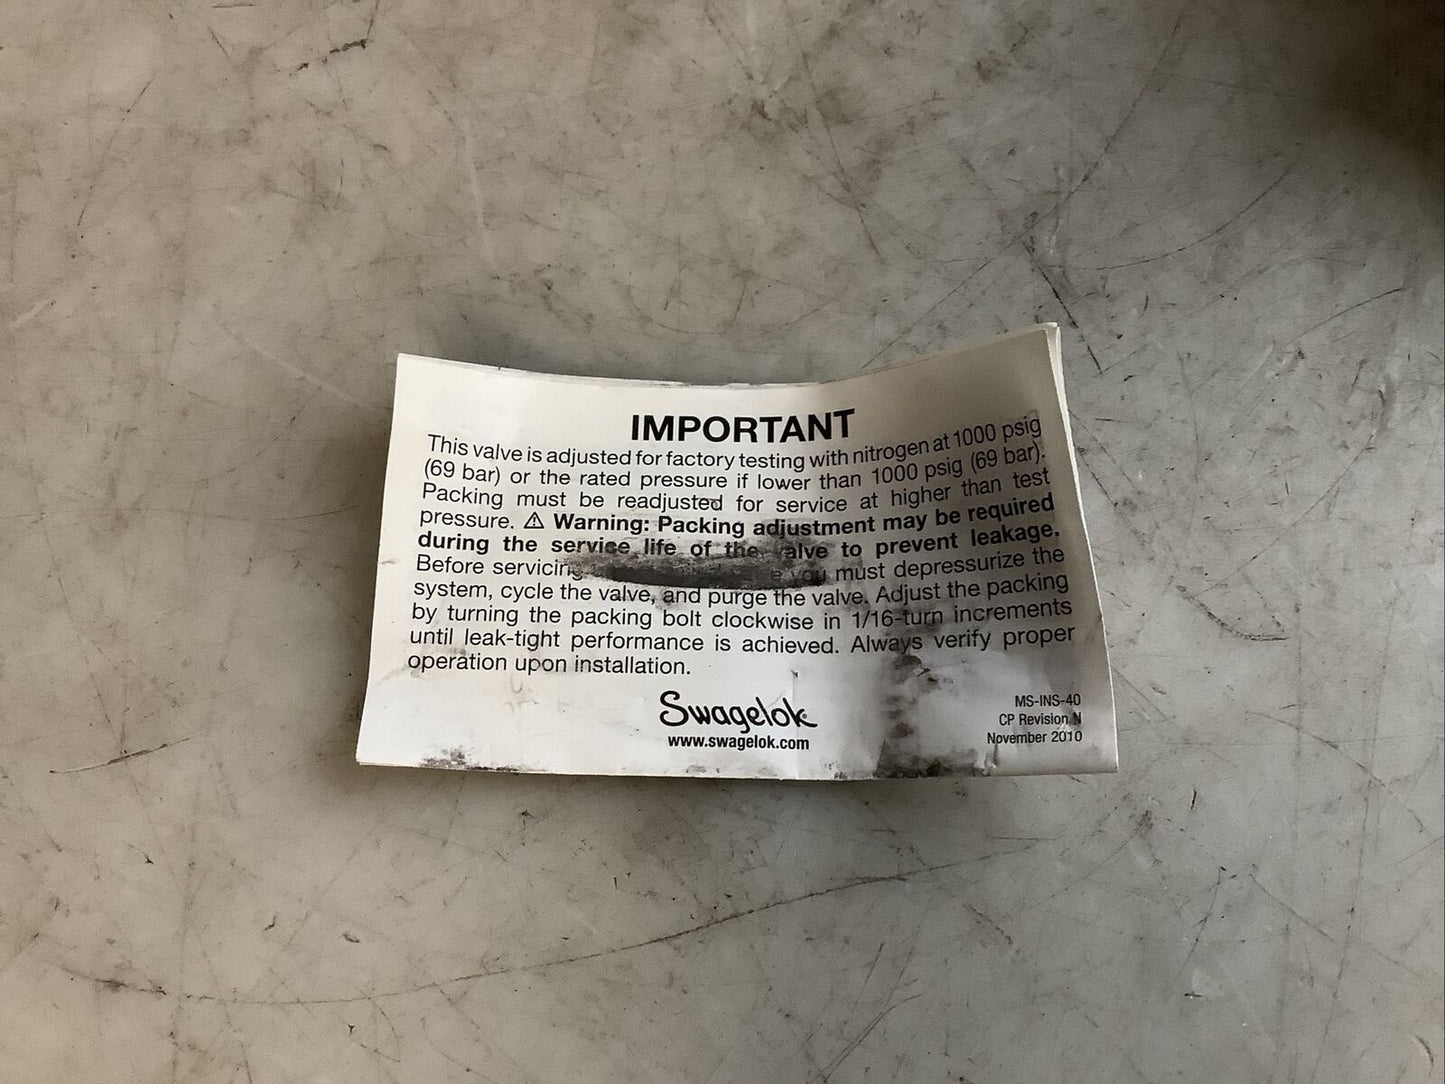 IMPORTANT
This valve is adjusted for factory testing with nitrogen at 1000 psig
(69 bar) or the rated pressure if lower than 1000 psig (69 bar).
Packing must be readjusted for service at higher than test
pressure. ⚠ Warning: Packing adjustment may be required
during the service life of the valve to prevent leakage.
Before servicing you must depressurize the
system, cycle the valve, and purge the valve. Adjust the packing
by turning the packing bolt clockwise in 1/16-turn increments
until leak-tight performance is achieved. Always verify proper
operation upon installation.
Swagelok
www.swagelok.com
MS-INS-40
CP Revision N
November 2010